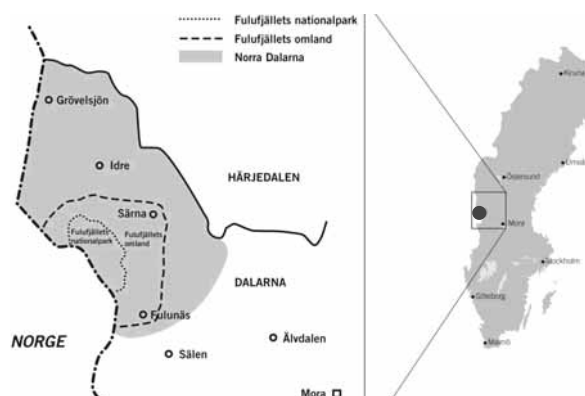 Fulufjällets nationalpark
Fulufjällets omland
Norra Dalarna
Grövelsjön
Idre
HÄRJEDALEN
Särna
Fulufjällets
nationalpark
Fulufjällets
omland
DALARNA
Fulunäs
NORGE
Sälen
Älvdalen
Mora
Kiruna
Umeå
Östersund
Mora
Stockholm
Göteborg
Malmö